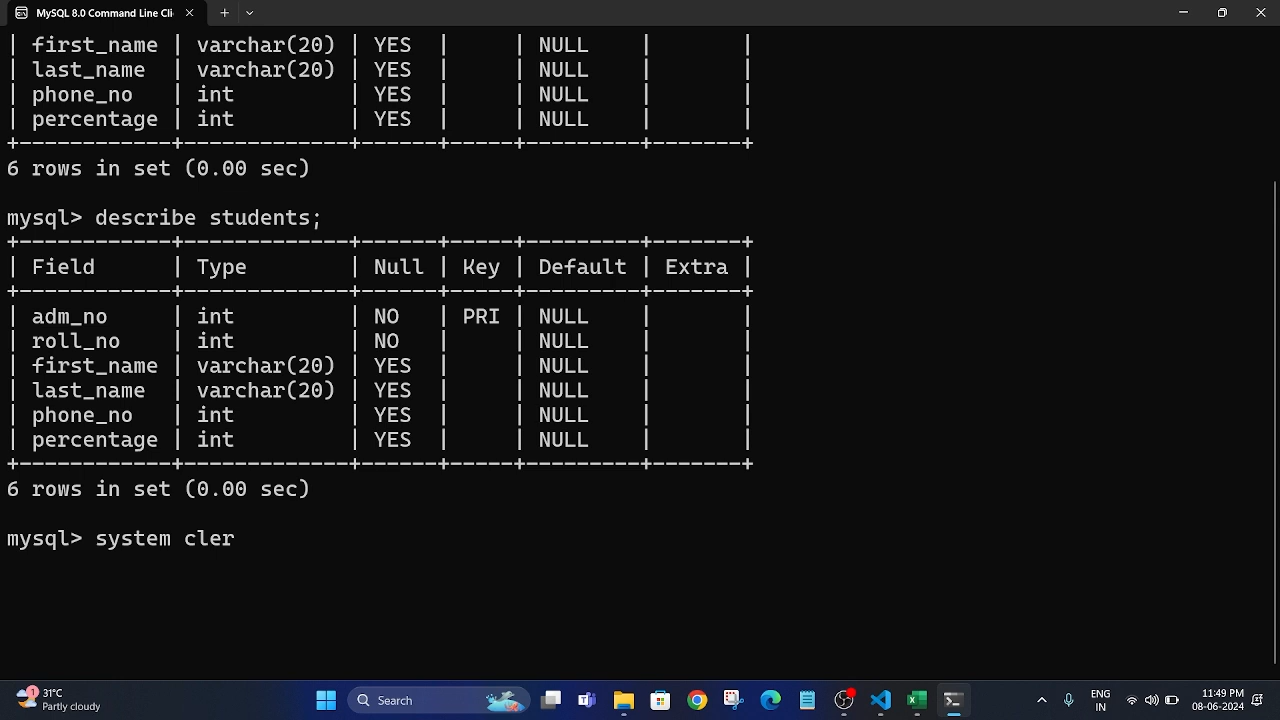 MySQL 8.0 Command Line Cli
| first_name | varchar(20) | YES | | NULL | |
| last_name | varchar(20) | YES | | NULL | |
| phone_no | int | YES | | NULL | |
| percentage | int | YES | | NULL | |
+------------+-------------+------+-----+---------+-------+
6 rows in set (0.00 sec)
mysql> describe students;
+------------+-------------+------+-----+---------+-------+
| Field | Type | Null | Key | Default | Extra |
+------------+-------------+------+-----+---------+-------+
| adm_no | int | NO | PRI | NULL | |
| roll_no | int | NO | | NULL | |
| first_name | varchar(20) | YES | | NULL | |
| last_name | varchar(20) | YES | | NULL | |
| phone_no | int | YES | | NULL | |
| percentage | int | YES | | NULL | |
+------------+-------------+------+-----+---------+-------+
6 rows in set (0.00 sec)
mysql> system cler
1
31°C
Partly cloudy
Search
ENG
IN
11:49 PM
08-06-2024